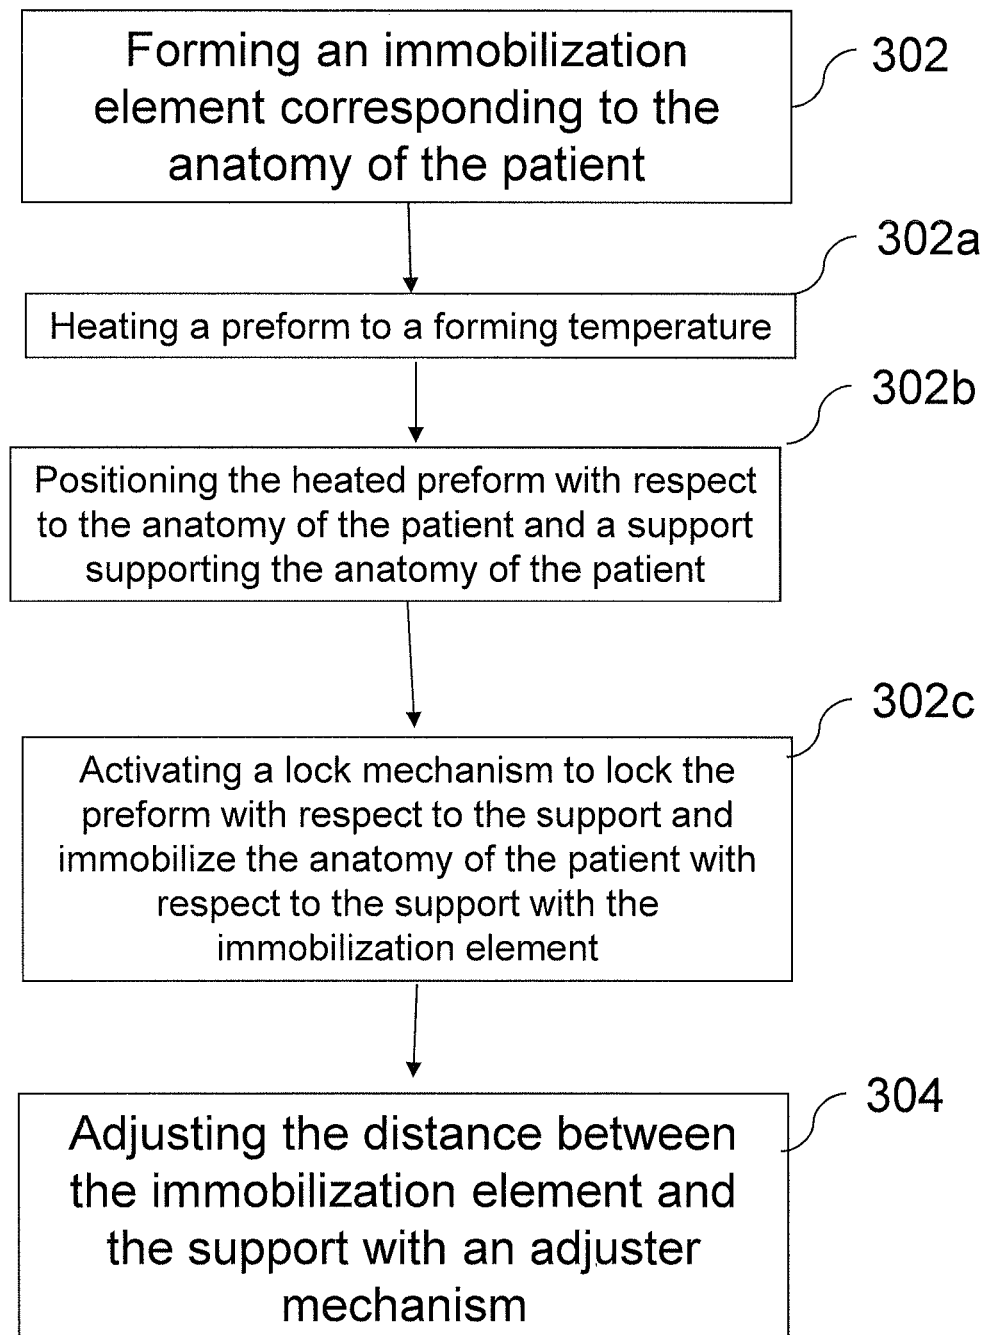 Forming an immobilization
element corresponding to the
anatomy of the patient
302
302a
Heating a preform to a forming temperature
302b
Positioning the heated preform with respect
to the anatomy of the patient and a support
supporting the anatomy of the patient
302c
Activating a lock mechanism to lock the
preform with respect to the support and
immobilize the anatomy of the patient with
respect to the support with the
immobilization element
304
Adjusting the distance between
the immobilization element and
the support with an adjuster
mechanism